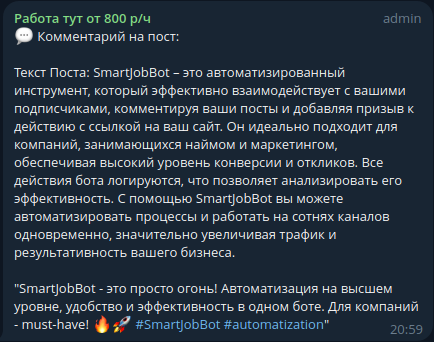 Работа тут от 800 р/ч admin
💬 Комментарий на пост:
Текст Поста: SmartJobBot – это автоматизированный
инструмент, который эффективно взаимодействует с вашими
подписчиками, комментируя ваши посты и добавляя призыв к
действию с ссылкой на ваш сайт. Он идеально подходит для
компаний, занимающихся наймом и маркетингом,
обеспечивая высокий уровень конверсии и откликов. Все
действия бота логируются, что позволяет анализировать его
эффективность. С помощью SmartJobBot вы можете
автоматизировать процессы и работать на сотнях каналов
одновременно, значительно увеличивая трафик и
результативность вашего бизнеса.
"SmartJobBot - это просто огонь! Автоматизация на высшем
уровне, удобство и эффективность в одном боте. Для компаний
- must-have! 🔥🚀 #SmartJobBot #automatization"
20:59